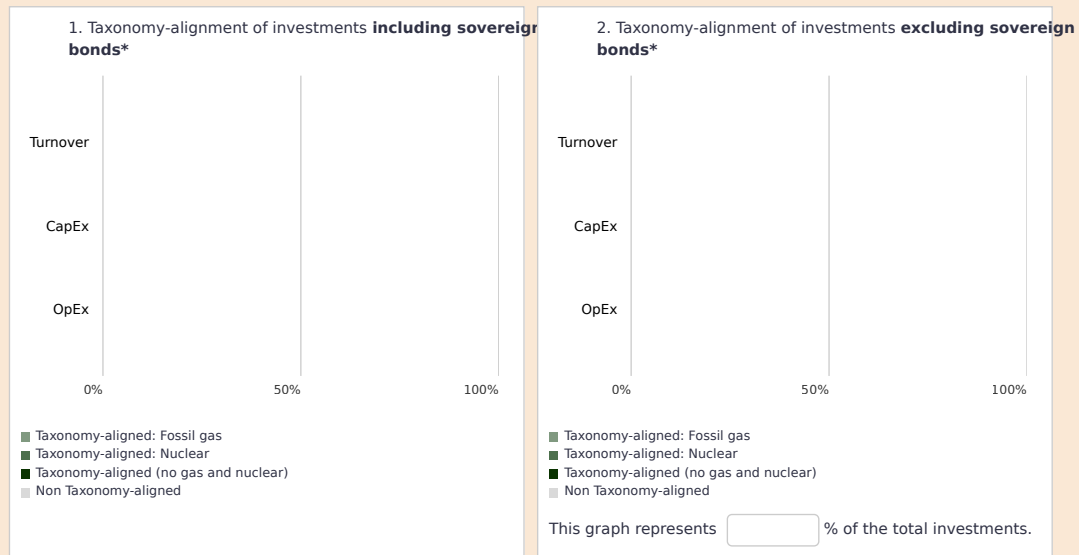 1. Taxonomy-alignment of investments including sovereign
bonds*
Turnover
CapEx
OpEx
0% 50% 100%
Taxonomy-aligned: Fossil gas
Taxonomy-aligned: Nuclear
Taxonomy-aligned (no gas and nuclear)
Non Taxonomy-aligned
2. Taxonomy-alignment of investments excluding sovereign
bonds*
Turnover
CapEx
OpEx
0% 50% 100%
Taxonomy-aligned: Fossil gas
Taxonomy-aligned: Nuclear
Taxonomy-aligned (no gas and nuclear)
Non Taxonomy-aligned
This graph represents % of the total investments.